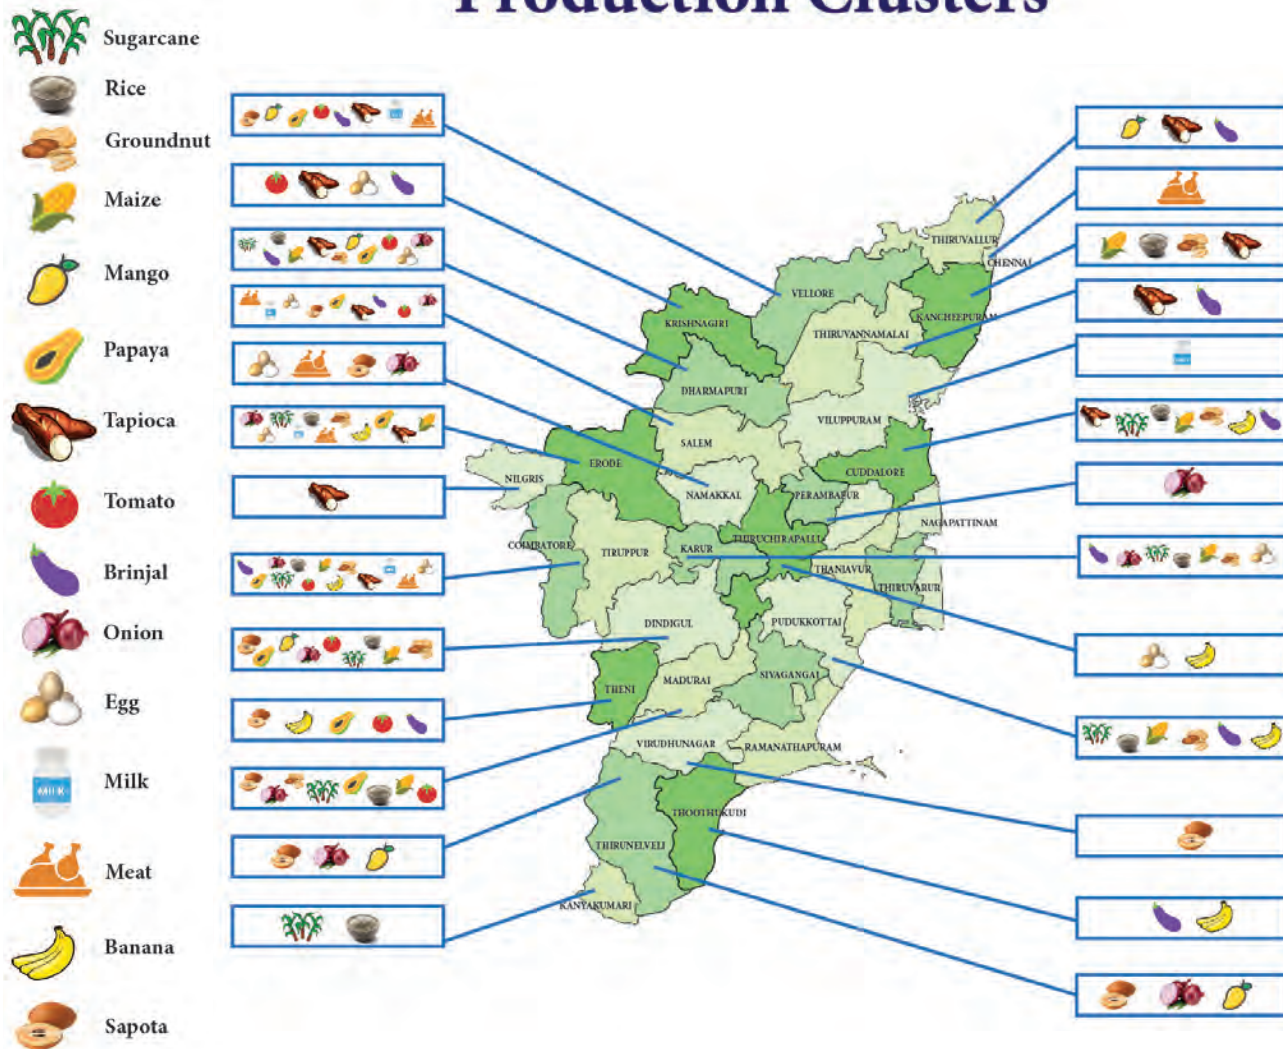 Production Clusters
Sugarcane
Rice
Groundnut
Maize
Mango
Papaya
Tapioca
Tomato
Brinjal
Onion
Egg
Milk
MILK
Meat
Banana
Sapota
THIRUVALLUR
CHENNAI
VELLORE
KANCHEEPURAM
KRISHNAGIRI
THIRUVANNAMALAI
DHARMAPURI
VILUPPURAM
SALEM
ERODE
CUDDALORE
NILGRIS
NAMAKKAL
PERAMBALUR
NAGAPATTINAM
COIMBATORE
TIRUPPUR
KARUR
THIRUCHIRAPALLI
THANJAVUR
THIRUVARUR
DINDIGUL
PUDUKKOTTAI
MADURAI
SIVAGANGAI
THENI
VIRUDHUNAGAR
RAMANATHAPURAM
THOOTHUKUDI
THIRUNELVELI
KANYAKUMARI